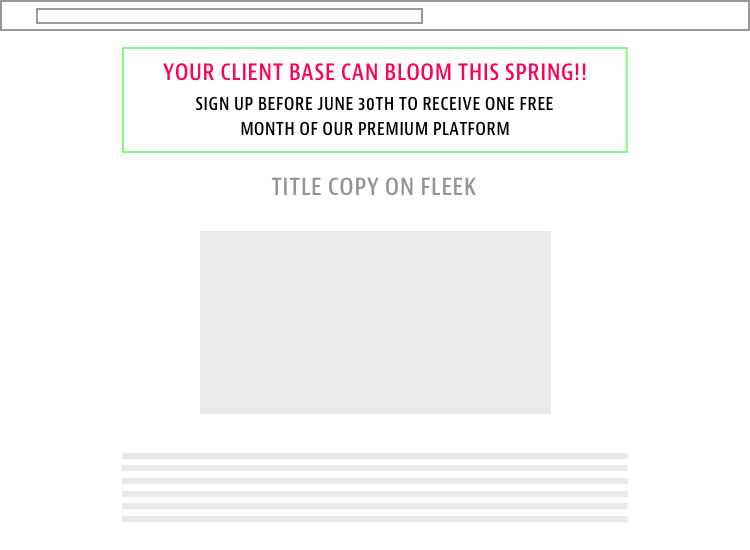 YOUR CLIENT BASE CAN BLOOM THIS SPRING!!
SIGN UP BEFORE JUNE 30TH TO RECEIVE ONE FREE
MONTH OF OUR PREMIUM PLATFORM
TITLE COPY ON FLEEK